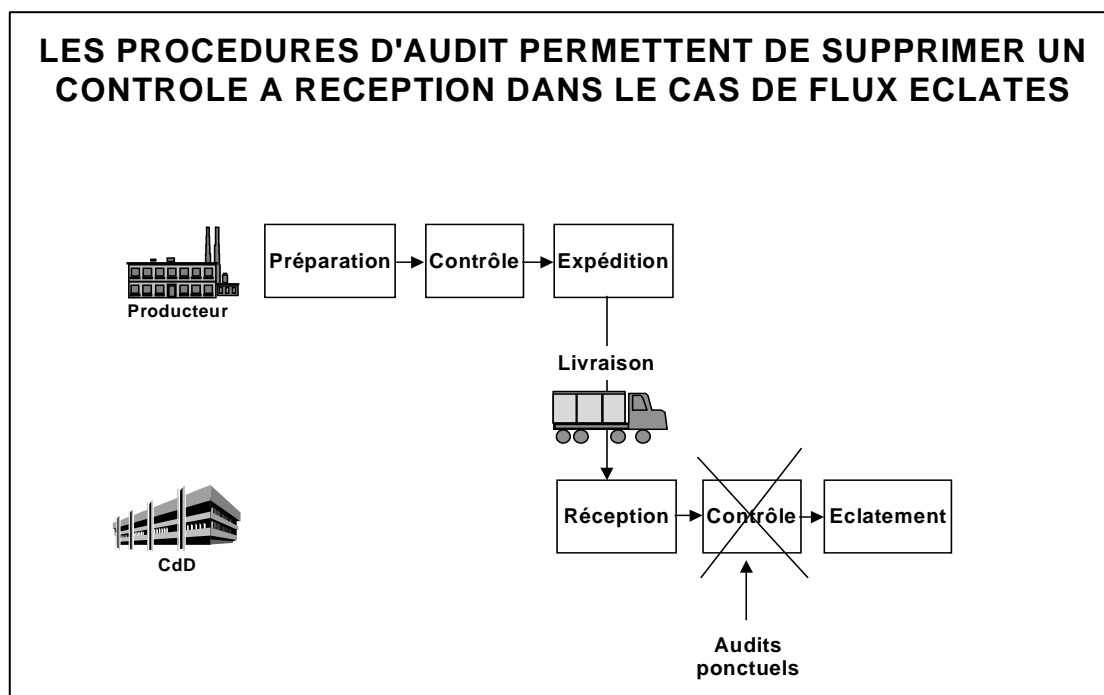 LES PROCEDURES D'AUDIT PERMETTENT DE SUPPRIMER UN
CONTROLE A RECEPTION DANS LE CAS DE FLUX ECLATES
Préparation
Contrôle
Expédition
Producteur
Livraison
Réception
Contrôle
Eclatement
CdD
Audits
ponctuels